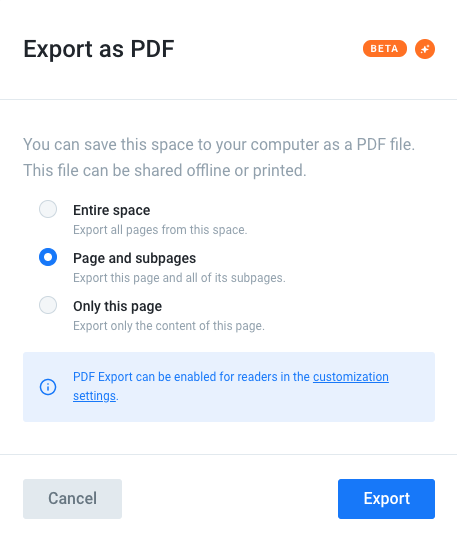 Export as PDF
BETA
You can save this space to your computer as a PDF file.
This file can be shared offline or printed.
Entire space
Export all pages from this space.
Page and subpages
Export this page and all of its subpages.
Only this page
Export only the content of this page.
PDF Export can be enabled for readers in the customization
settings.
Cancel
Export